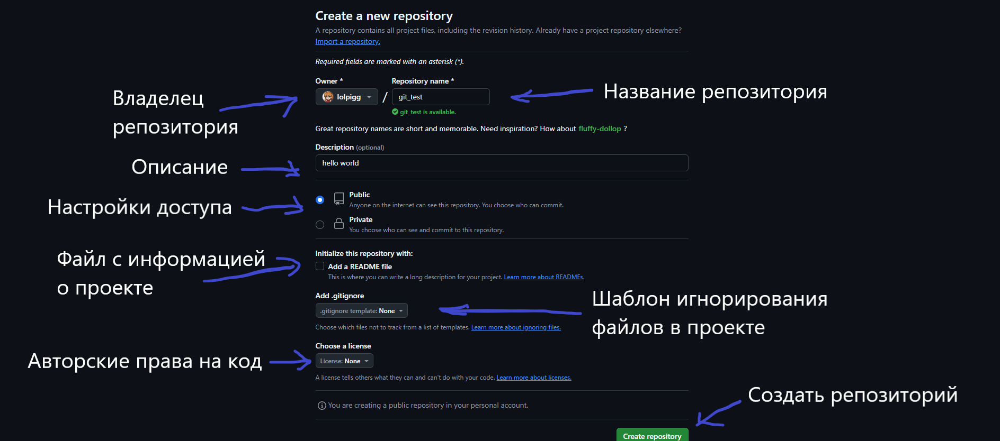 Create a new repository
A repository contains all project files, including the revision history. Already have a project repository elsewhere?
Import a repository.
Required fields are marked with an asterisk (*).
Owner *
Repository name *
Владелец
репозитория
lolpigg
/
git_test
Название репозитория
git_test is available.
Great repository names are short and memorable. Need inspiration? How about fluffy-dollop ?
Description (optional)
Описание
hello world
Настройки доступа
Public
Anyone on the internet can see this repository. You choose who can commit.
Private
You choose who can see and commit to this repository.
Файл с информацией
о проекте
Initialize this repository with:
Add a README file
This is where you can write a long description for your project. Learn more about READMEs.
Add .gitignore
.gitignore template: None
Шаблон игнорирования
файлов в проекте
Choose which files not to track from a list of templates. Learn more about ignoring files.
Choose a license
Авторские права на код
License: None
A license tells others what they can and can't do with your code. Learn more about licenses.
You are creating a public repository in your personal account.
Создать репозиторий
Create repository